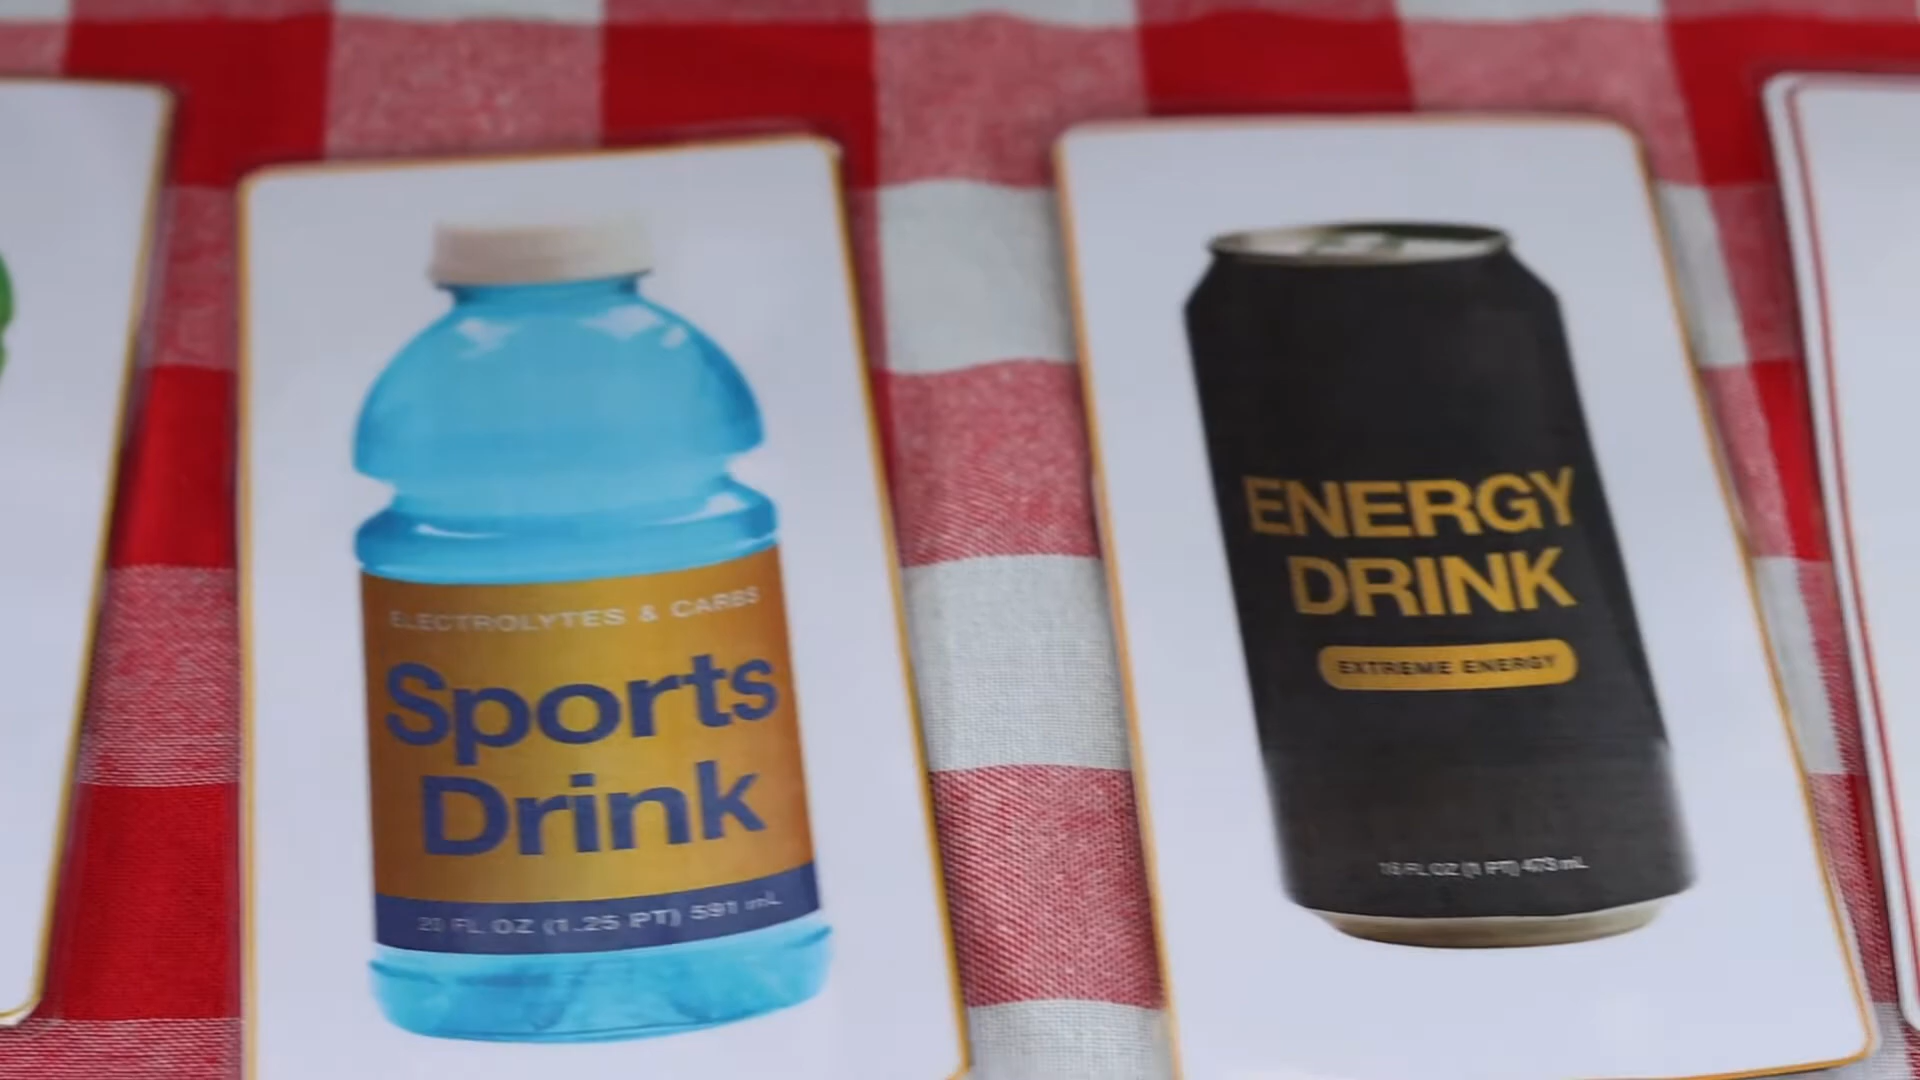 ELECTROLYTES & CARBS
Sports
Drink
20 FL OZ (1.25 PT) 591 mL
ENERGY
DRINK
EXTREME ENERGY
16 FL OZ (1 PT) 473 mL